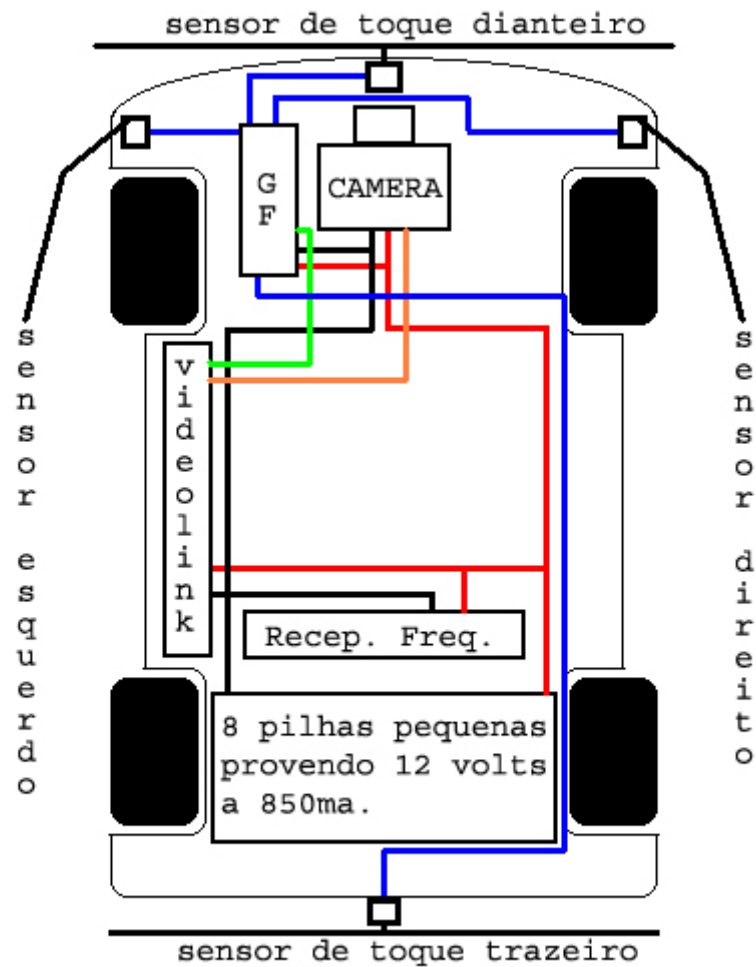 sensor de toque dianteiro
GF
CAMERA
sensor esquerdo
videolink
sensor direito
Recep. Freq.
8 pilhas pequenas
provendo 12 volts
a 850ma.
sensor de toque trazeiro